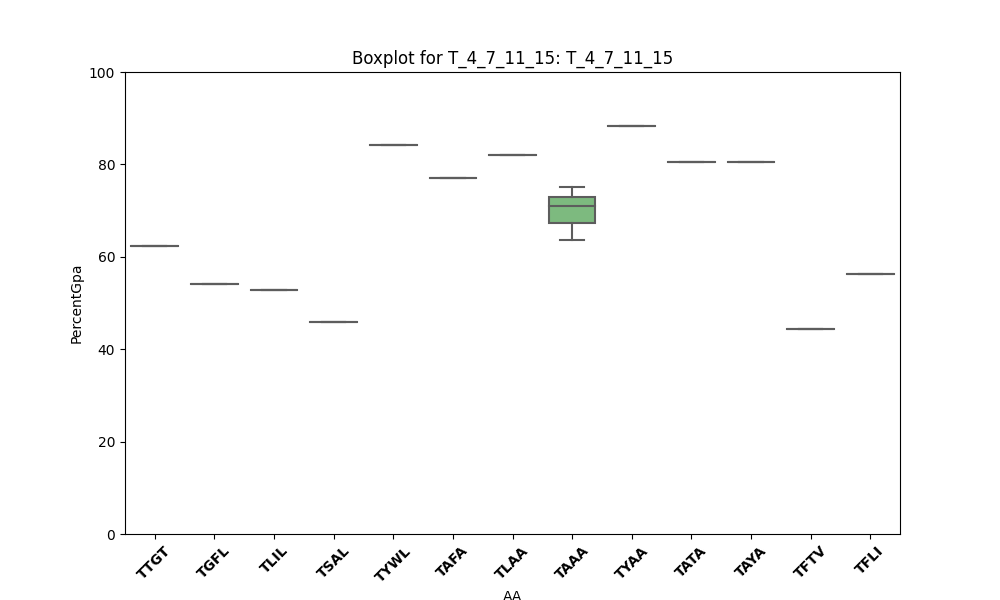 Boxplot for T_4_7_11_15: T_4_7_11_15
100
80
60
40
20
0
PercentGpa
TTGT TGFL TLIL TSAL TYWL TAFA TLAA TAAA TYAA TATA TAYA TFTV TFLI
AA